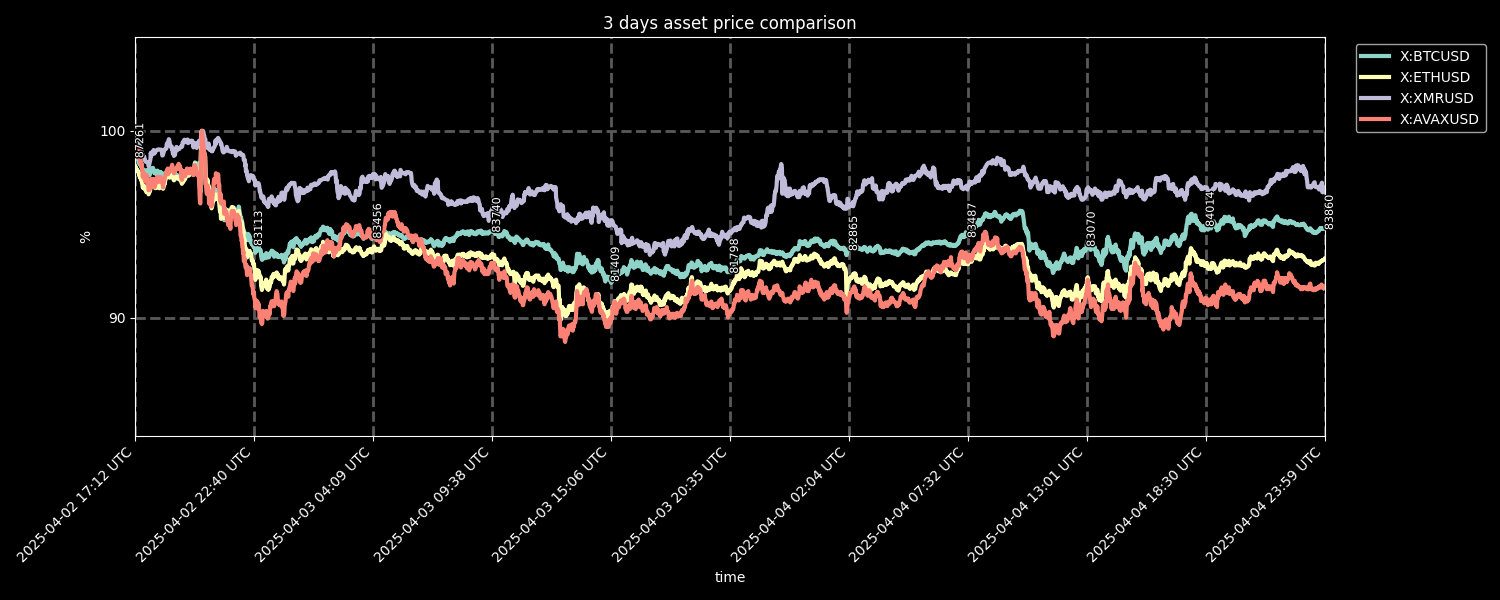 3 days asset price comparison
X:BTCUSD
X:ETHUSD
X:XMRUSD
X:AVAXUSD
%
100
90
87261
83113
83456
83740
81409
81798
82865
83487
83070
84014
83860
2025-04-02 17:12 UTC
2025-04-02 22:40 UTC
2025-04-03 04:09 UTC
2025-04-03 09:38 UTC
2025-04-03 15:06 UTC
2025-04-03 20:35 UTC
2025-04-04 02:04 UTC
2025-04-04 07:32 UTC
2025-04-04 13:01 UTC
2025-04-04 18:30 UTC
2025-04-04 23:59 UTC
time